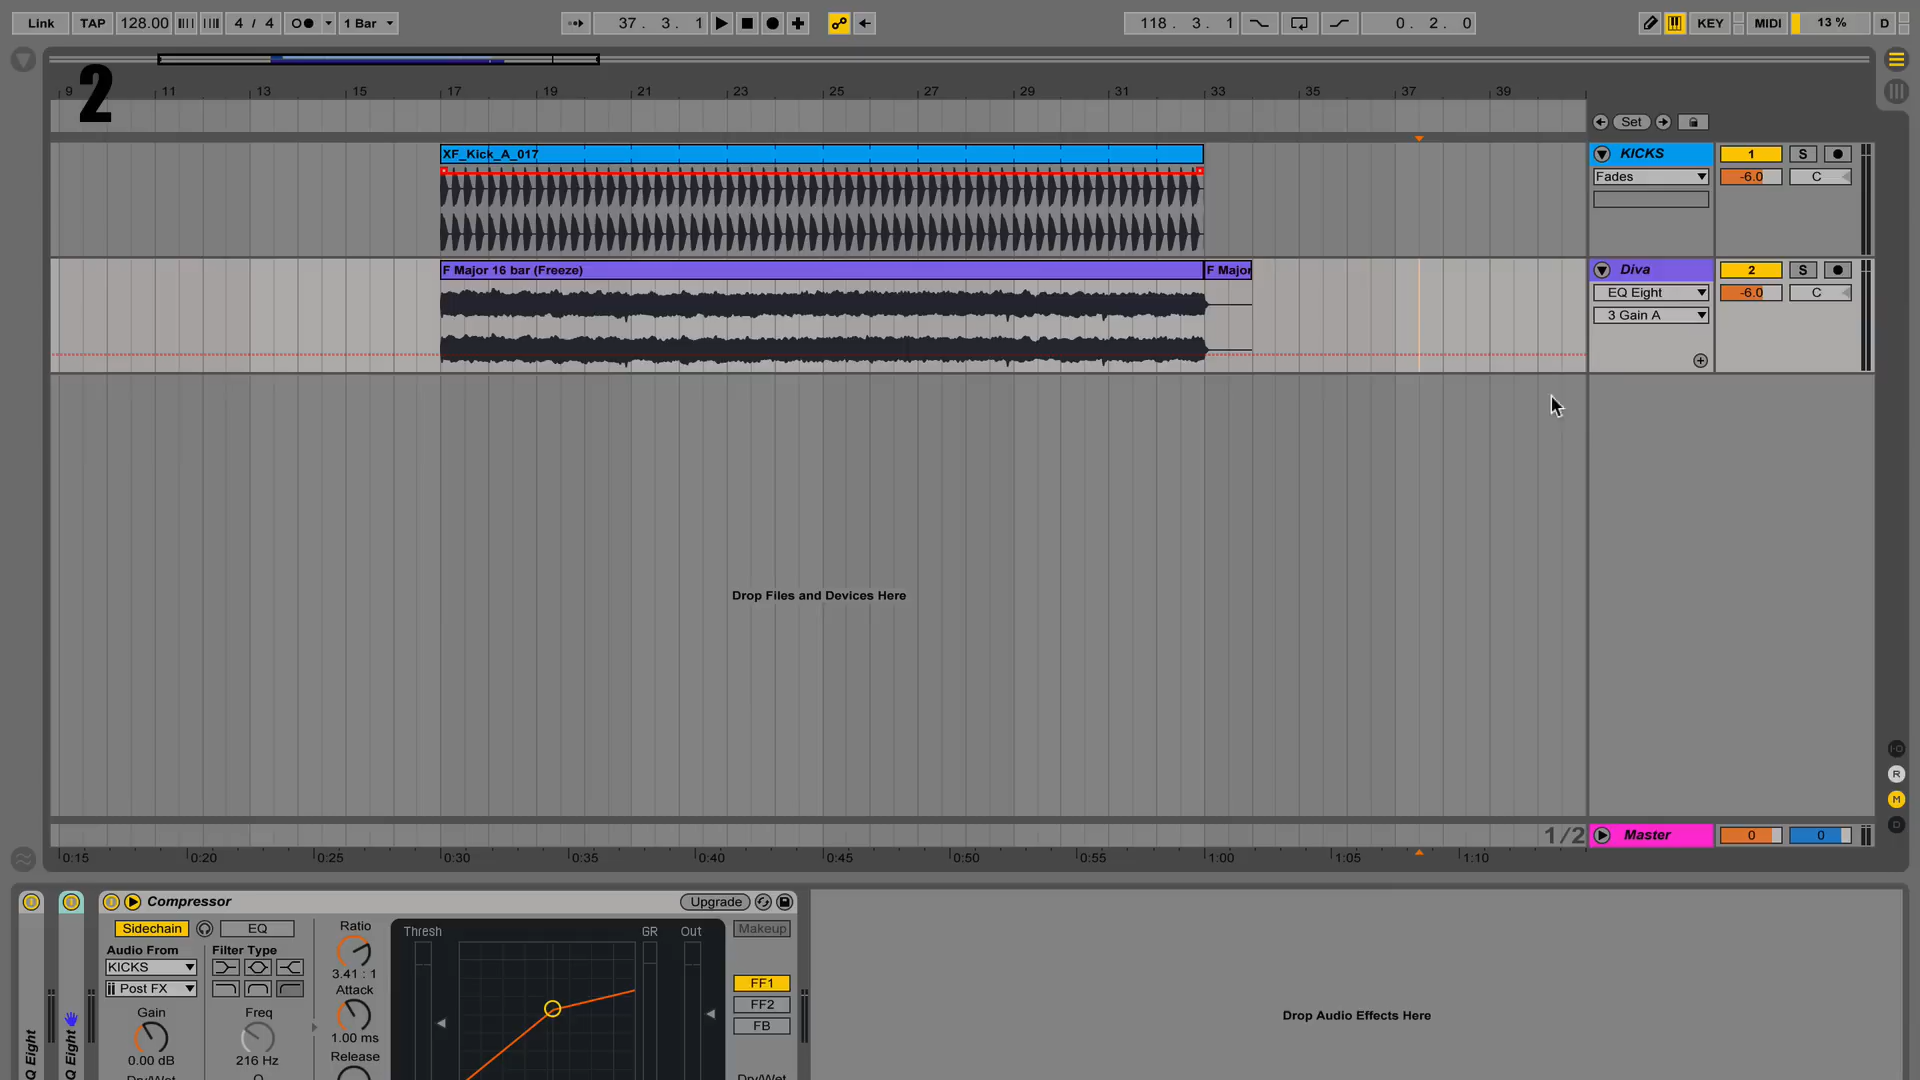 Link TAP 128.00 4 / 4 1 Bar 37. 3. 1 118. 3. 1 0. 2. 0 KEY MIDI 13 % D
2
9 11 13 15 17 19 21 23 25 27 29 31 33 35 37 39
Set
XF_Kick_A_017 KICKS 1 S
Fades -6.0 C
F Major 16 bar (Freeze) F Major Diva 2 S
EQ Eight -6.0 C
3 Gain A
Drop Files and Devices Here
I·O
R
M
D
1/2 Master 0 0
0:15 0:20 0:25 0:30 0:35 0:40 0:45 0:50 0:55 1:00 1:05 1:10
Compressor Upgrade
Sidechain EQ Ratio Thresh GR Out Makeup
Audio From Filter Type
KICKS 3.41 : 1
Post FX Attack FF1
FF2
Gain Freq FB
1.00 ms
0.00 dB 216 Hz Release
Drop Audio Effects Here
Q Eight
Q Eight